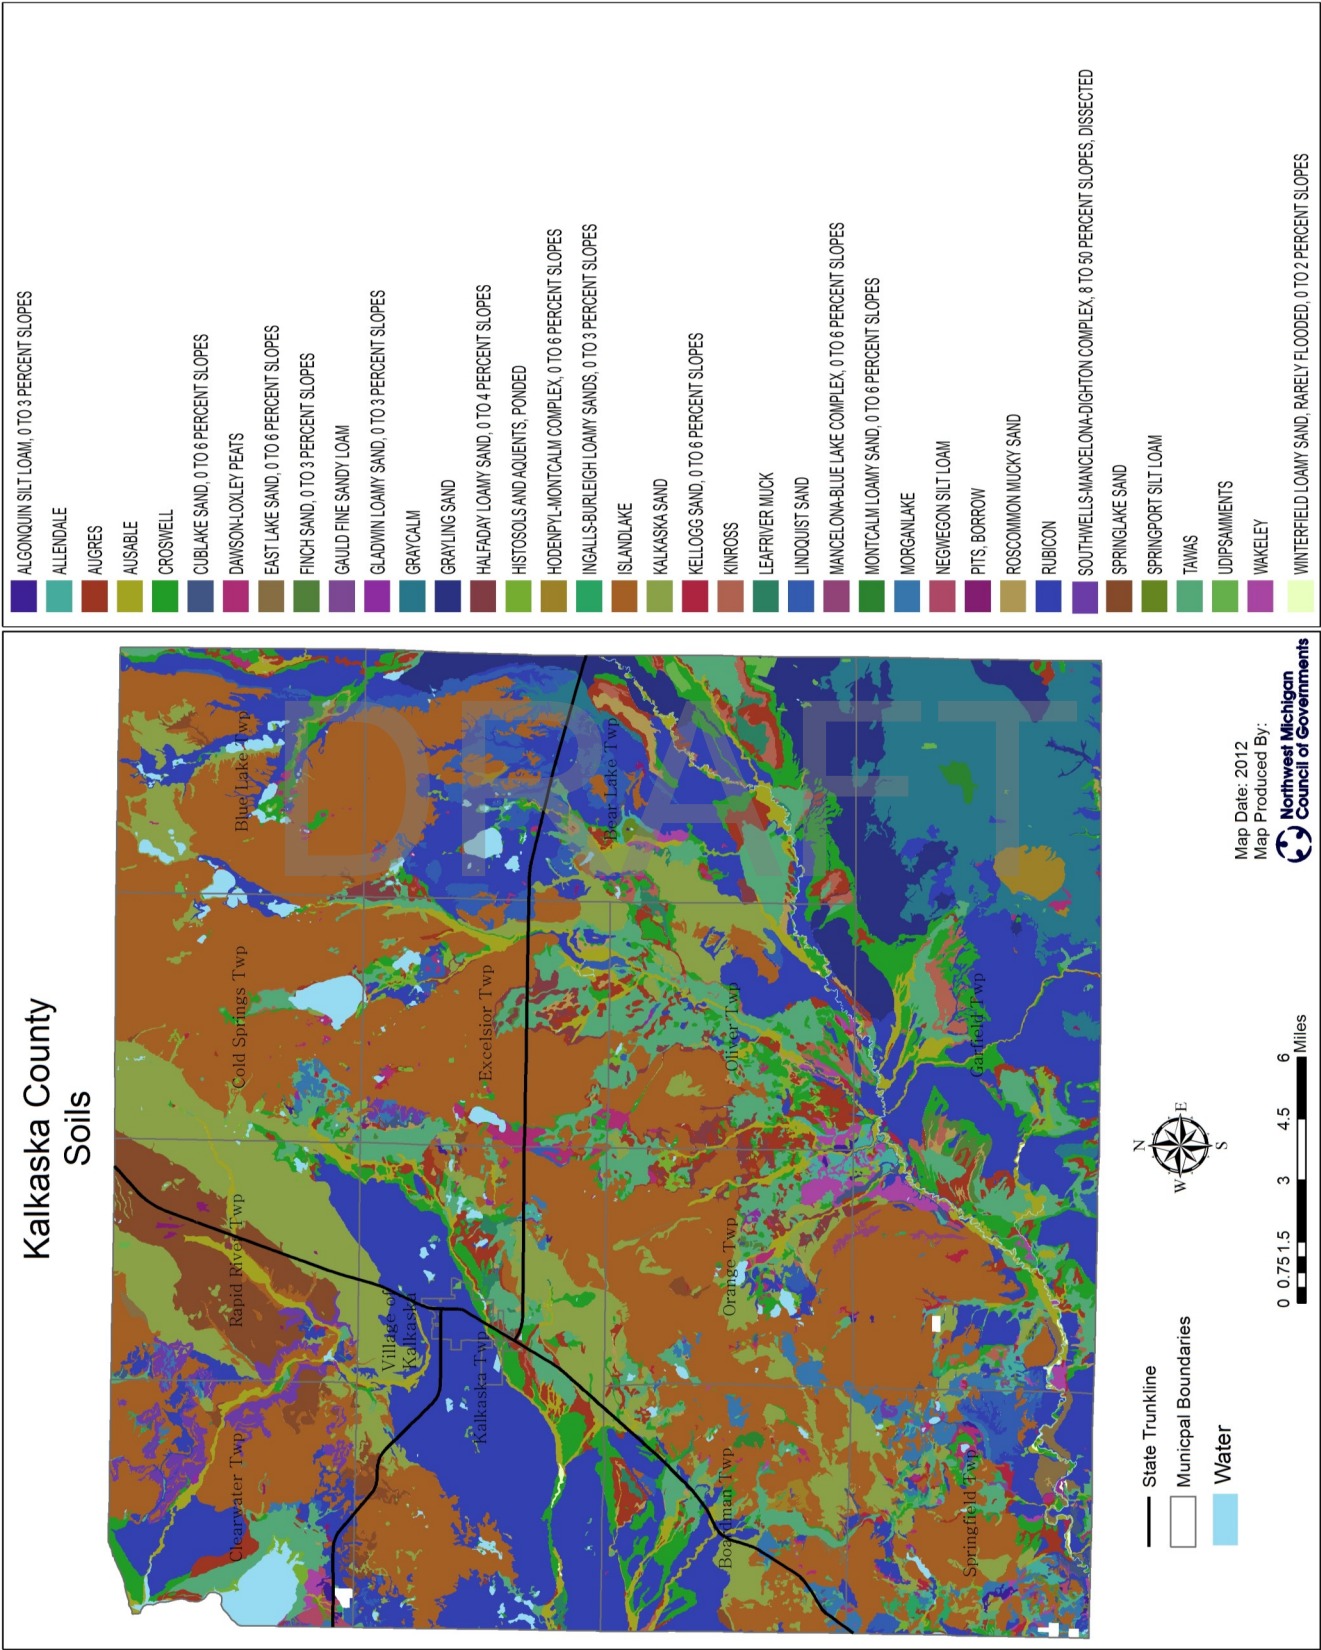 Kalkaska County
Soils
Blue Lake Twp
Cold Springs Twp
Rapid River Twp
Clearwater Twp
Bear Lake Twp
Excelsior Twp
Village of
Kalkaska
Kalkaska Twp
Oliver Twp
Orange Twp
Boardman Twp
Garfield Twp
Springfield Twp
DRAFT
State Trunkline
Municpal Boundaries
Water
N
W
E
S
0 0.75 1.5 3 4.5 6
Miles
Map Date: 2012
Map Produced By:
Northwest Michigan
Council of Governments
ALGONQUIN SILT LOAM, 0 TO 3 PERCENT SLOPES
ALLENDALE
AUGRES
AUSABLE
CROSWELL
CUBLAKE SAND, 0 TO 6 PERCENT SLOPES
DAWSON-LOXLEY PEATS
EAST LAKE SAND, 0 TO 6 PERCENT SLOPES
FINCH SAND, 0 TO 3 PERCENT SLOPES
GAULD FINE SANDY LOAM
GLADWIN LOAMY SAND, 0 TO 3 PERCENT SLOPES
GRAYCALM
GRAYLING SAND
HALFADAY LOAMY SAND, 0 TO 4 PERCENT SLOPES
HISTOSOLS AND AQUENTS, PONDED
HODENPYL-MONTCALM COMPLEX, 0 TO 6 PERCENT SLOPES
INGALLS-BURLEIGH LOAMY SANDS, 0 TO 3 PERCENT SLOPES
ISLANDLAKE
KALKASKA SAND
KELLOGG SAND, 0 TO 6 PERCENT SLOPES
KINROSS
LEAFRIVER MUCK
LINDQUIST SAND
MANCELONA-BLUE LAKE COMPLEX, 0 TO 6 PERCENT SLOPES
MONTCALM LOAMY SAND, 0 TO 6 PERCENT SLOPES
MORGANLAKE
NEGWEGON SILT LOAM
PITS, BORROW
ROSCOMMON MUCKY SAND
RUBICON
SOUTHWELLS-MANCELONA-DIGHTON COMPLEX, 8 TO 50 PERCENT SLOPES, DISSECTED
SPRINGLAKE SAND
SPRINGPORT SILT LOAM
TAWAS
UDIPSAMMENTS
WAKELEY
WINTERFIELD LOAMY SAND, RARELY FLOODED, 0 TO 2 PERCENT SLOPES